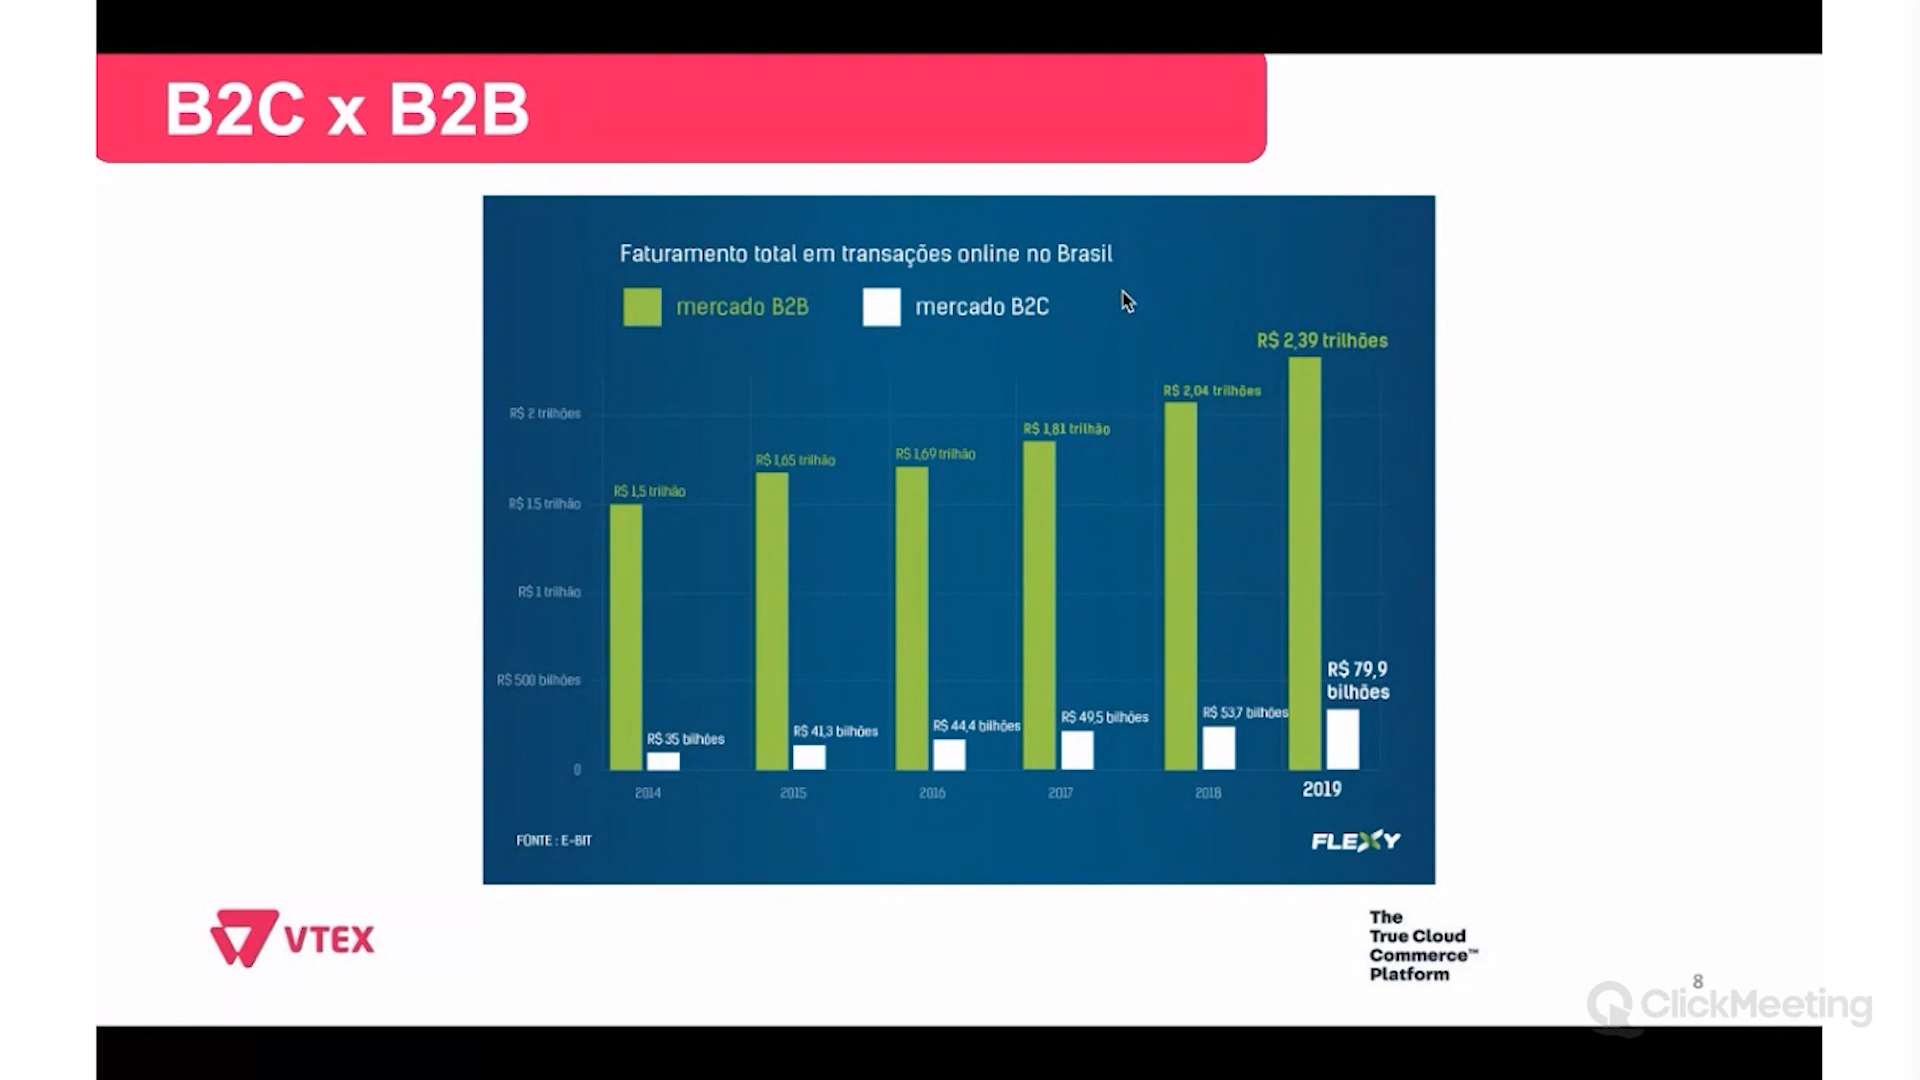 B2C x B2B
Faturamento total em transações online no Brasil
mercado B2B
mercado B2C
R$ 2,39 trilhões
R$ 2,04 trilhões
R$ 1,81 trilhão
R$ 1,69 trilhão
R$ 1,65 trilhão
R$ 1,5 trilhão
R$ 2 trilhões
R$ 1.5 trilhão
R$ 1 trilhão
R$ 500 bilhões
0
R$ 35 bilhões
R$ 41,3 bilhões
R$ 44,4 bilhões
R$ 49,5 bilhões
R$ 53,7 bilhões
R$ 79,9
bilhões
2014
2015
2016
2017
2018
2019
FONTE : E-BIT
FLEXY
VTEX
The
True Cloud
Commerce™
Platform
8
ClickMeeting